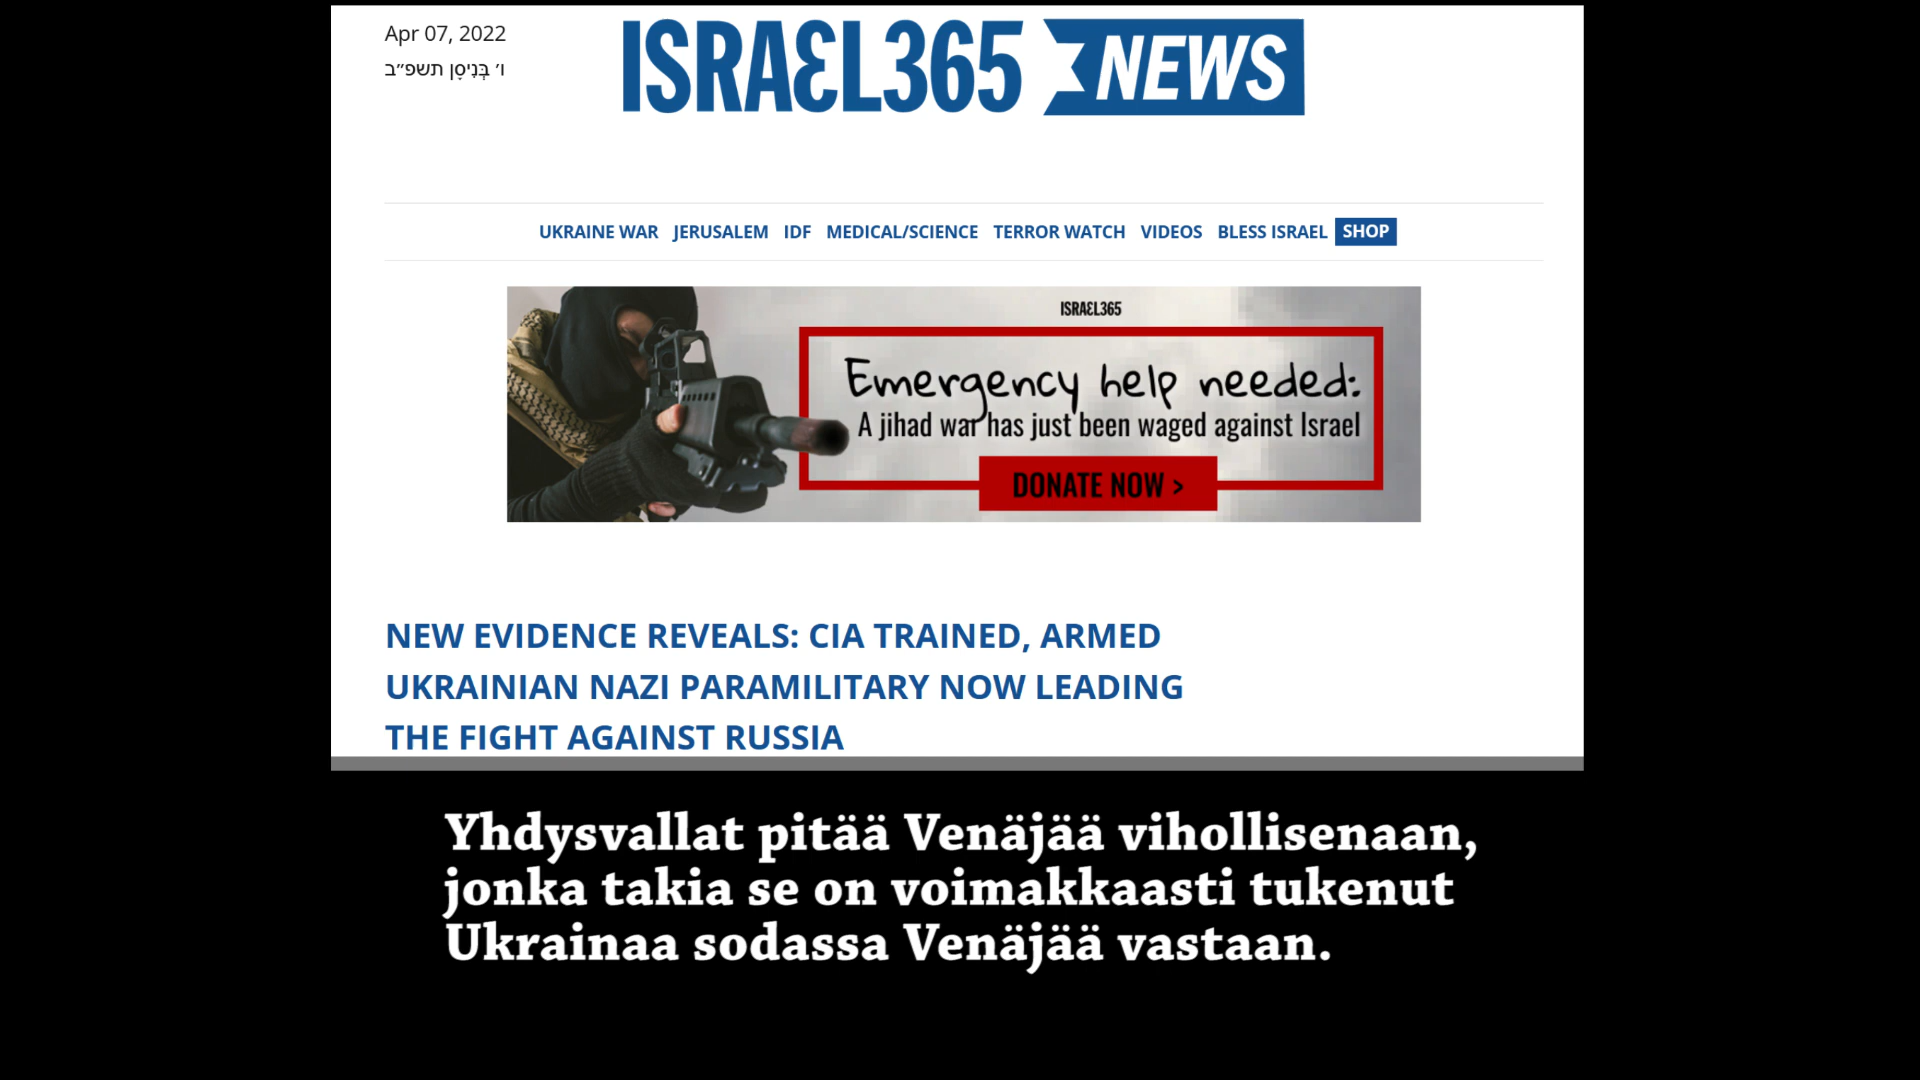 Apr 07, 2022
ו׳ בְּנִיסָן תשפ״ב
ISRAEL365 NEWS
UKRAINE WAR JERUSALEM IDF MEDICAL/SCIENCE TERROR WATCH VIDEOS BLESS ISRAEL SHOP
ISRAEL365
Emergency help needed:
A jihad war has just been waged against Israel
DONATE NOW >
NEW EVIDENCE REVEALS: CIA TRAINED, ARMED
UKRAINIAN NAZI PARAMILITARY NOW LEADING
THE FIGHT AGAINST RUSSIA
Yhdysvallat pitää Venäjää vihollisenaan,
jonka takia se on voimakkaasti tukenut
Ukrainaa sodassa Venäjää vastaan.